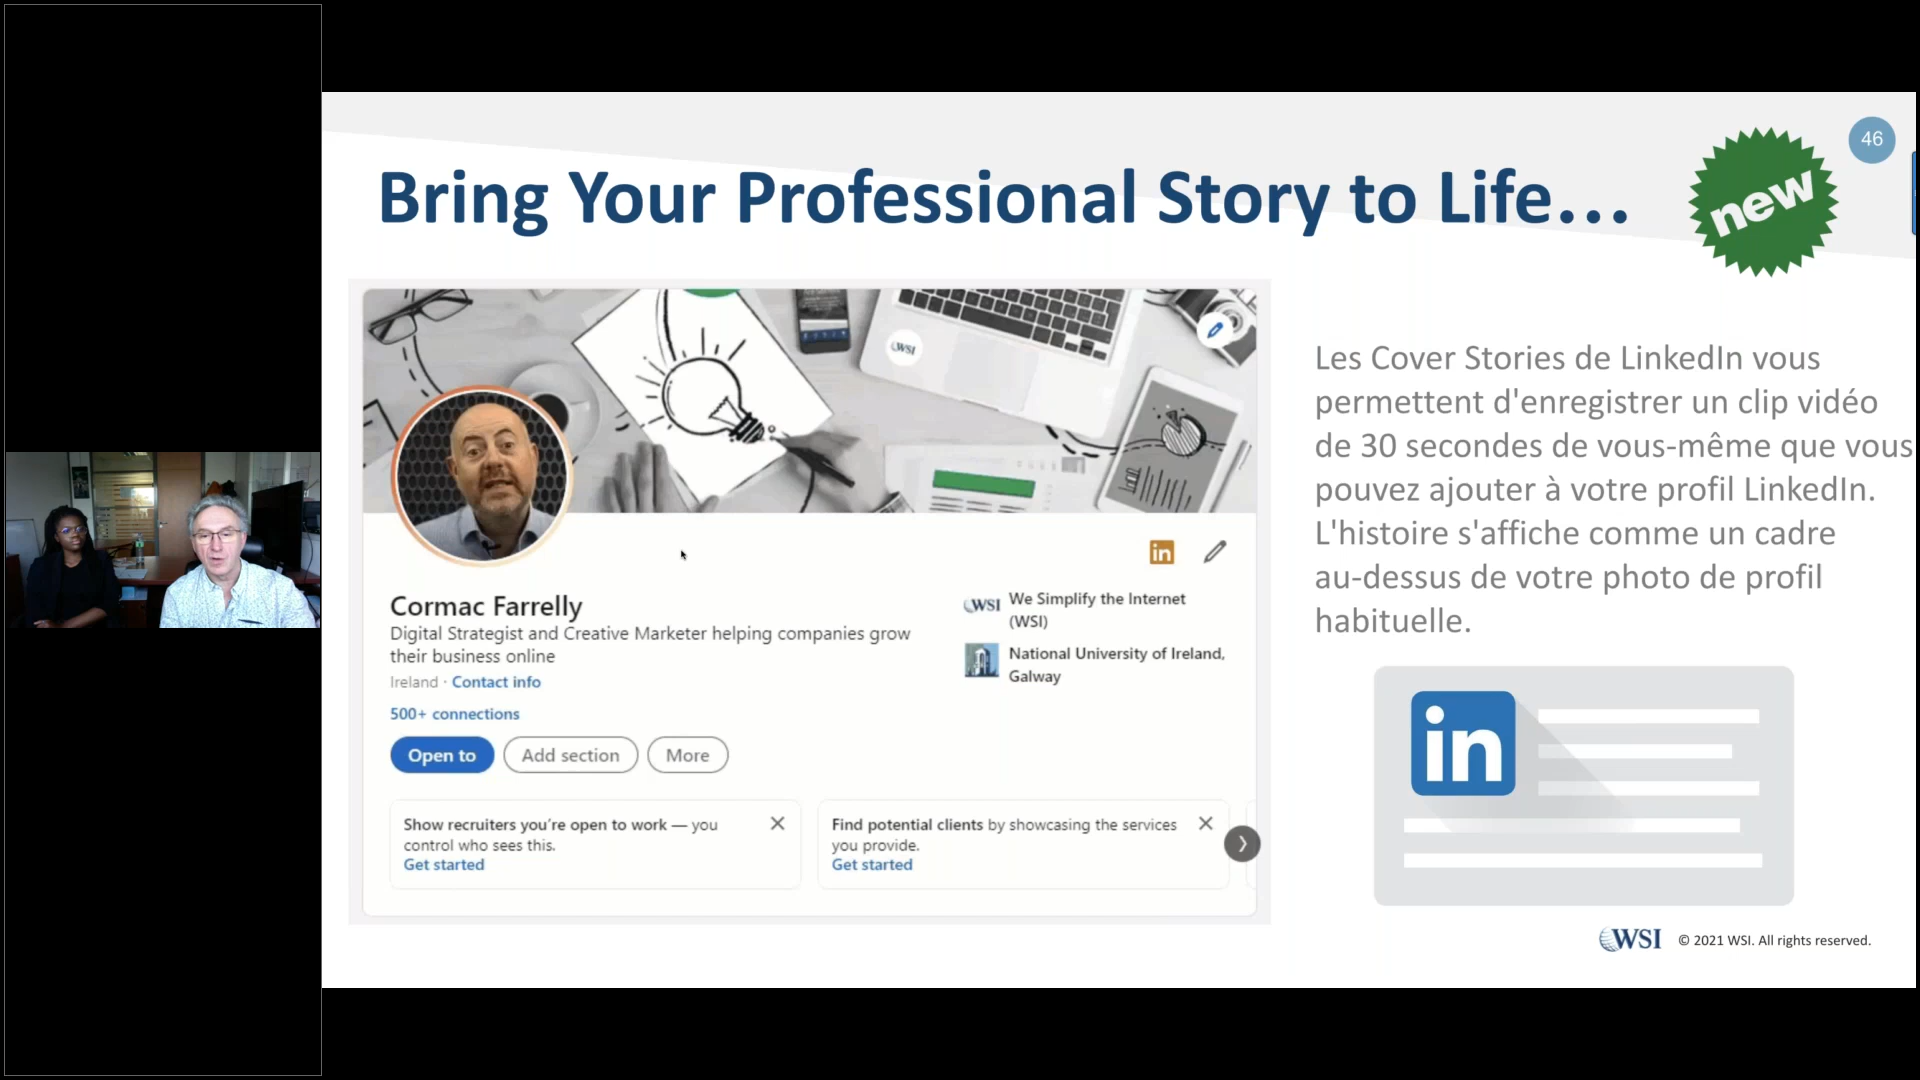 46
Bring Your Professional Story to Life...
new
WSI
Les Cover Stories de LinkedIn vous
permettent d'enregistrer un clip vidéo
de 30 secondes de vous-même que vous
pouvez ajouter à votre profil LinkedIn.
L'histoire s'affiche comme un cadre
au-dessus de votre photo de profil
habituelle.
in
Cormac Farrelly
Digital Strategist and Creative Marketer helping companies grow
their business online
Ireland · Contact info
500+ connections
WSI We Simplify the Internet
(WSI)
National University of Ireland,
Galway
Open to
Add section
More
Show recruiters you're open to work — you
control who sees this.
Get started
Find potential clients by showcasing the services
you provide.
Get started
in
WSI © 2021 WSI. All rights reserved.